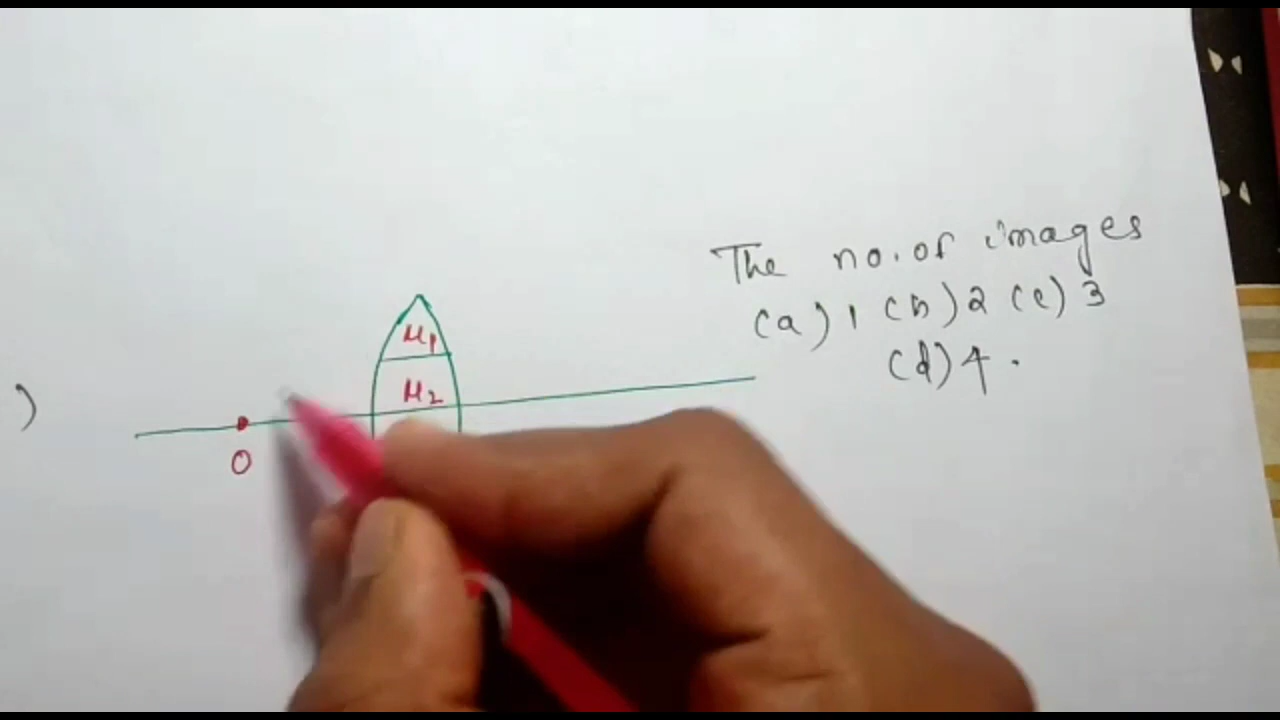 The no. of images
(a) 1 (b) 2 (c) 3
(d) 4.
μ1
μ2
)
O